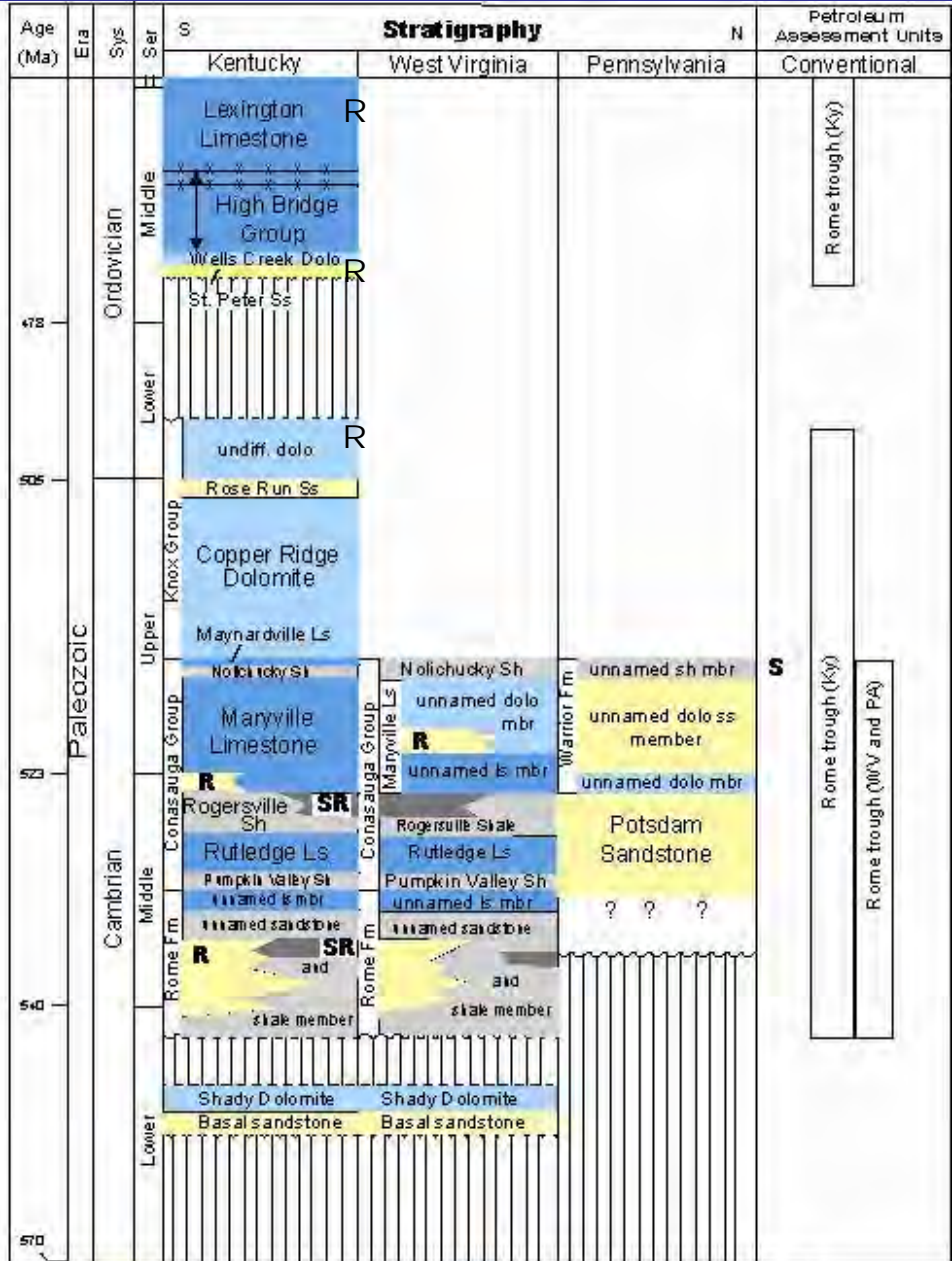 Age
(Ma)
Era
Sys
Ser
S
Stratigraphy
N
Petroleum
Assessment Units
Kentucky
West Virginia
Pennsylvania
Conventional
Lexington
Limestone
R
High Bridge
Group
Wells Creek Dolo
R
St. Peter Ss
478
Ordovician
Middle
Lower
Rome trough (Ky)
undiff. dolo
R
505
Rose Run Ss
Knox Group
Copper Ridge
Dolomite
Maynardville Ls
Paleozoic
Upper
Nolichucky Sh
Nolichucky Sh
unnamed sh mbr
S
Conasauga Group
Maryville
Limestone
R
Conasauga Group
Maryville Ls
unnamed dolo
mbr
R
unnamed ls mbr
Warrior Fm
unnamed dolo ss
member
unnamed dolo mbr
523
Rogersville
Sh
SR
Rogersville Shale
Potsdam
Sandstone
Rutledge Ls
Rutledge Ls
Pumpkin Valley Sh
Pumpkin Valley Sh
unnamed ls mbr
unnamed ls mbr
? ? ?
Cambrian
Middle
Rome Fm
unnamed sandstone
R
SR
and
shale member
Rome Fm
unnamed sandstone
and
shale member
540
Rome trough (Ky)
Rome trough (WV and PA)
Lower
Shady Dolomite
Shady Dolomite
Basal sandstone
Basal sandstone
570